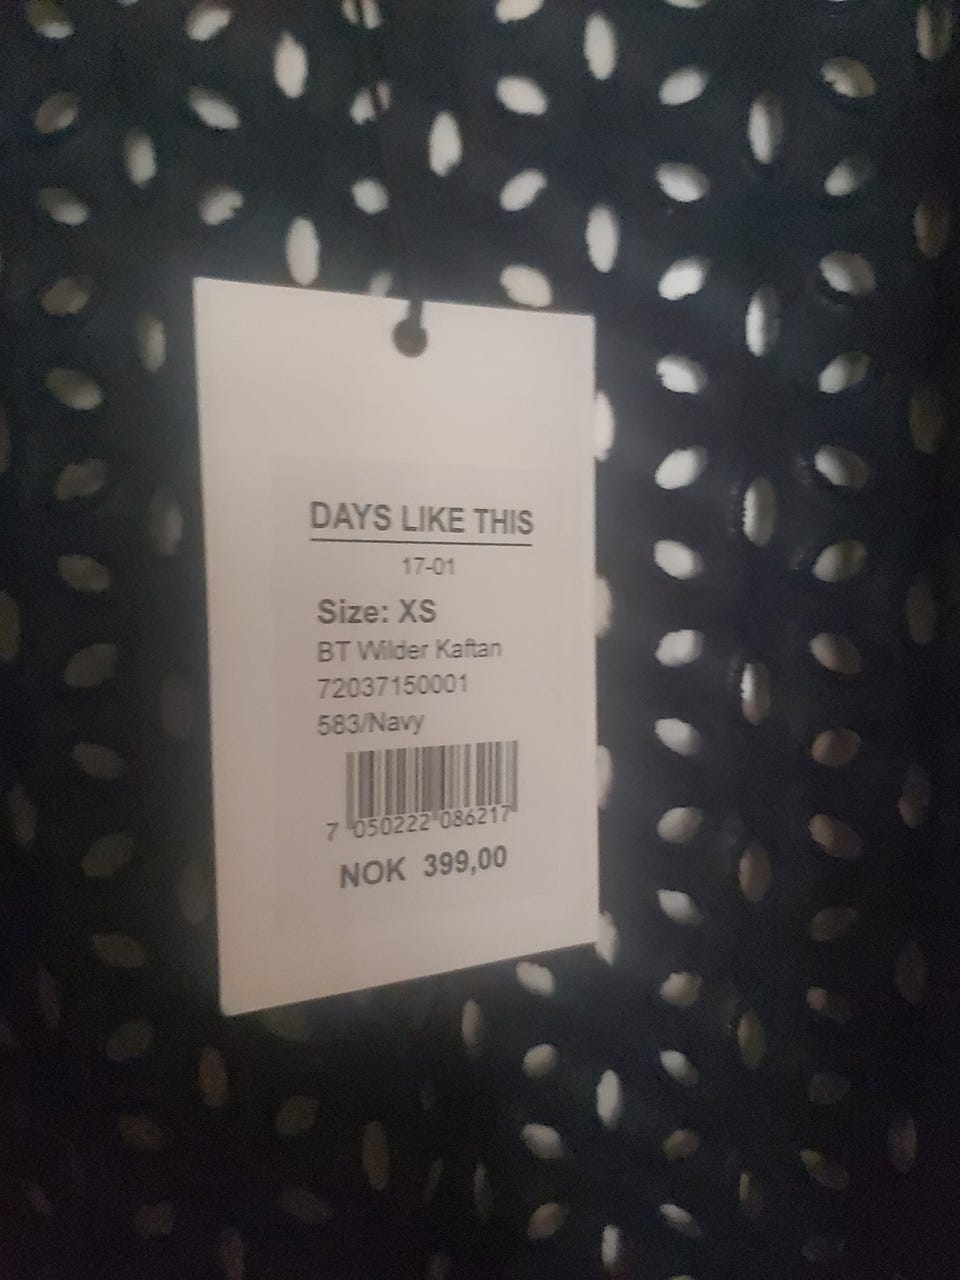 DAYS LIKE THIS
17-01
Size: XS
BT Wilder Kaftan
72037150001
583/Navy
7 050222 086217
NOK 399,00